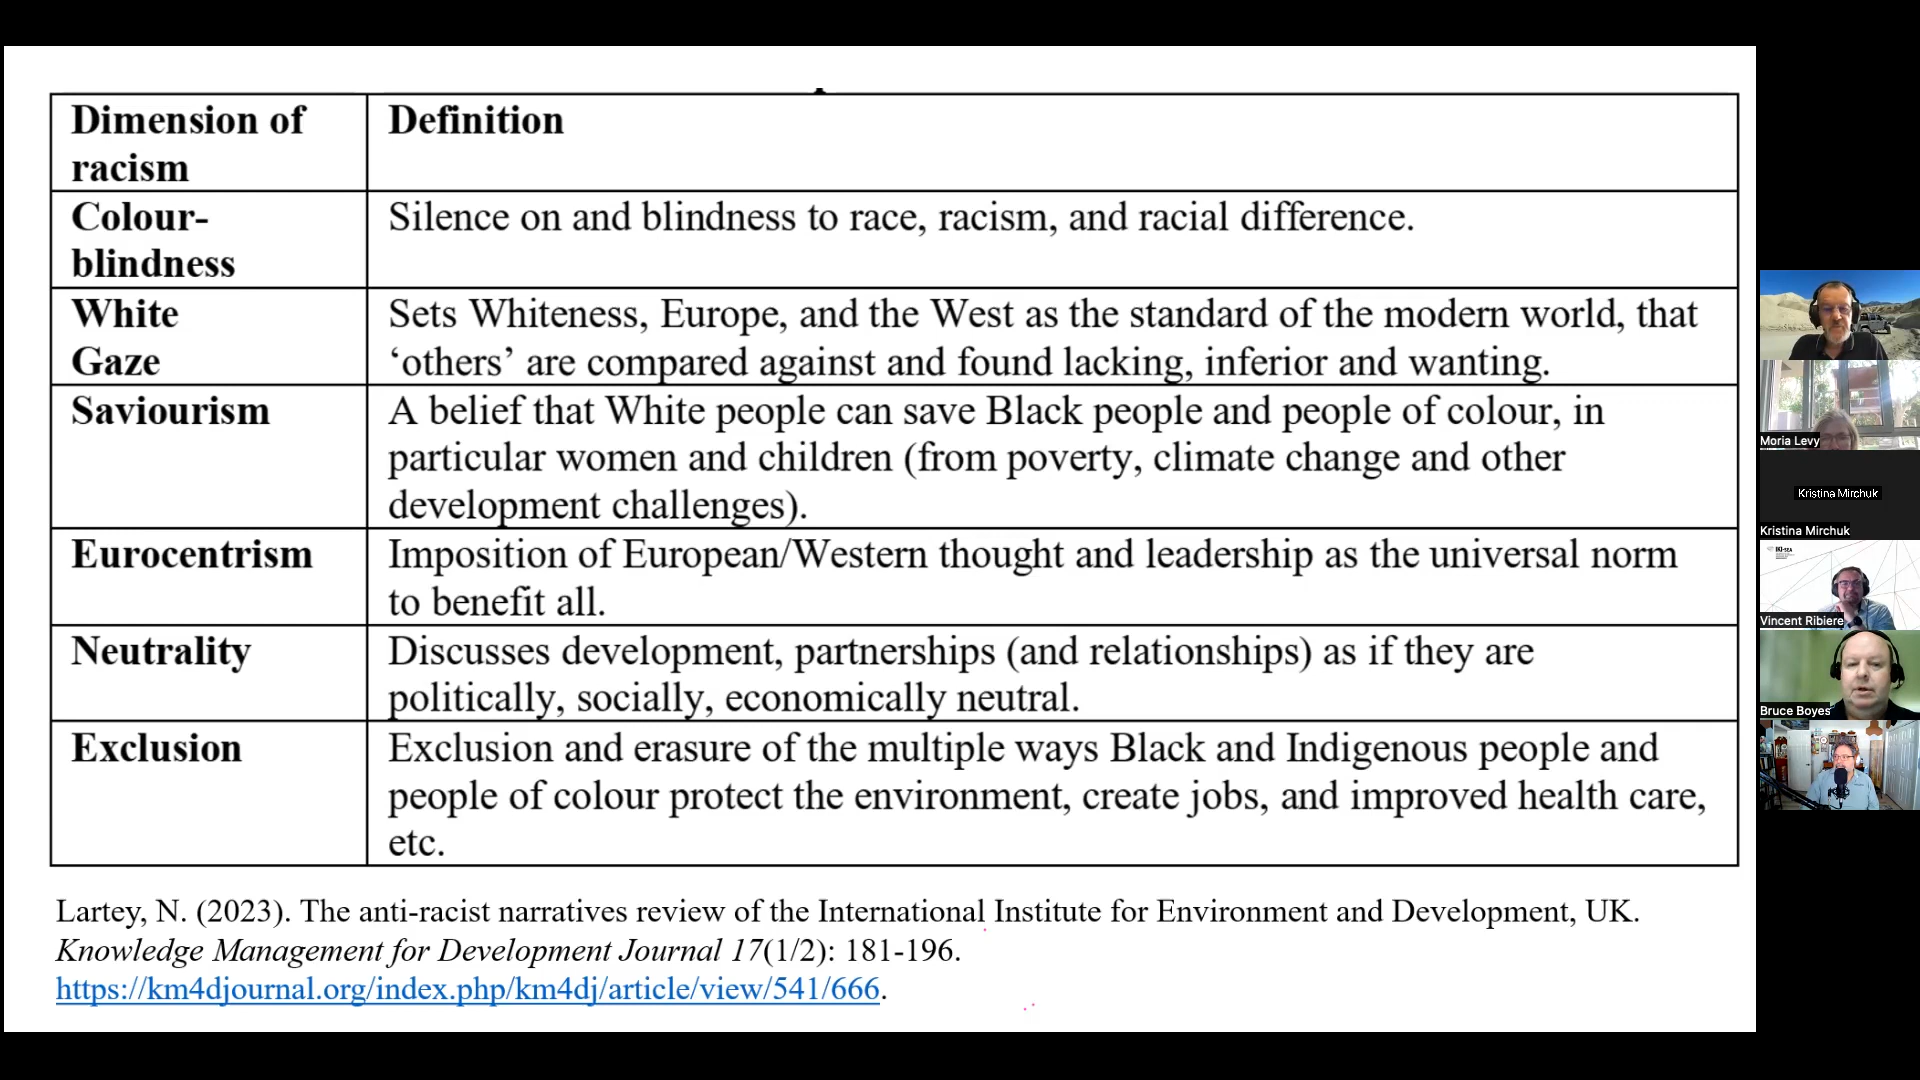 Dimension of
racism
Definition
Colour-
blindness
Silence on and blindness to race, racism, and racial difference.
White
Gaze
Sets Whiteness, Europe, and the West as the standard of the modern world, that
‘others’ are compared against and found lacking, inferior and wanting.
Saviourism
A belief that White people can save Black people and people of colour, in
particular women and children (from poverty, climate change and other
development challenges).
Eurocentrism
Imposition of European/Western thought and leadership as the universal norm
to benefit all.
Neutrality
Discusses development, partnerships (and relationships) as if they are
politically, socially, economically neutral.
Exclusion
Exclusion and erasure of the multiple ways Black and Indigenous people and
people of colour protect the environment, create jobs, and improved health care,
etc.
Lartey, N. (2023). The anti-racist narratives review of the International Institute for Environment and Development, UK.
Knowledge Management for Development Journal 17(1/2): 181-196.
https://km4djournal.org/index.php/km4dj/article/view/541/666.
Moria Levy
Kristina Mirchuk
Kristina Mirchuk
IKI-SEA
Vincent Ribiere
Bruce Boyes